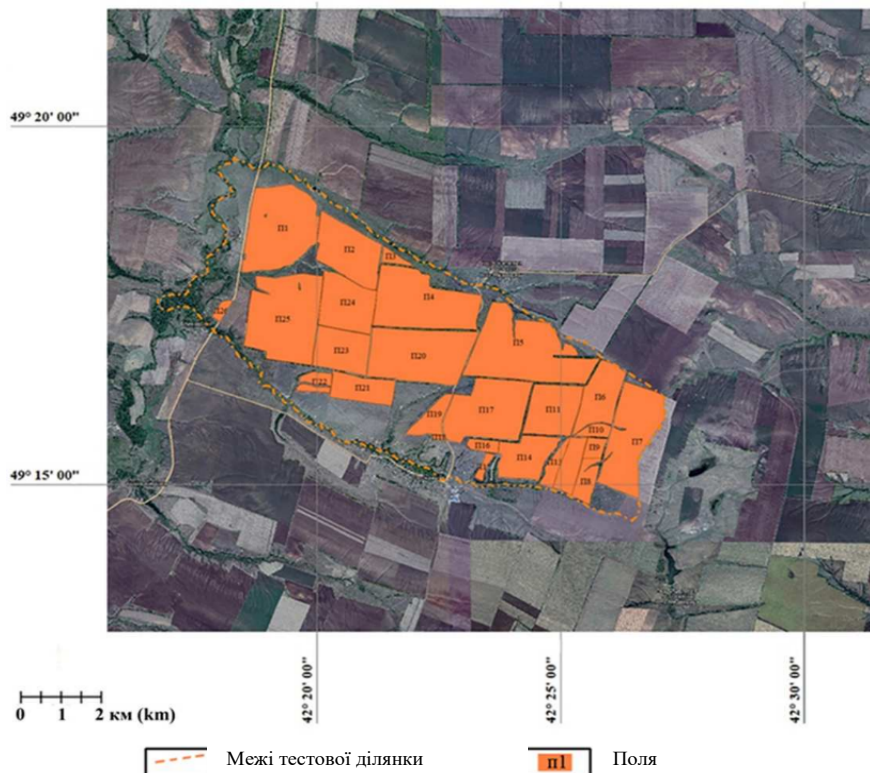 49° 20' 00"
П1
П2
П3
П4
П24
П25
П5
П23
П20
П22
П21
П6
П19
П17
П11
П10
П7
П16
П9
П14
П8
49° 15' 00"
42° 20' 00"
42° 25' 00"
42° 30' 00"
0 1 2 км (km)
Межі тестової ділянки
п1
Поля